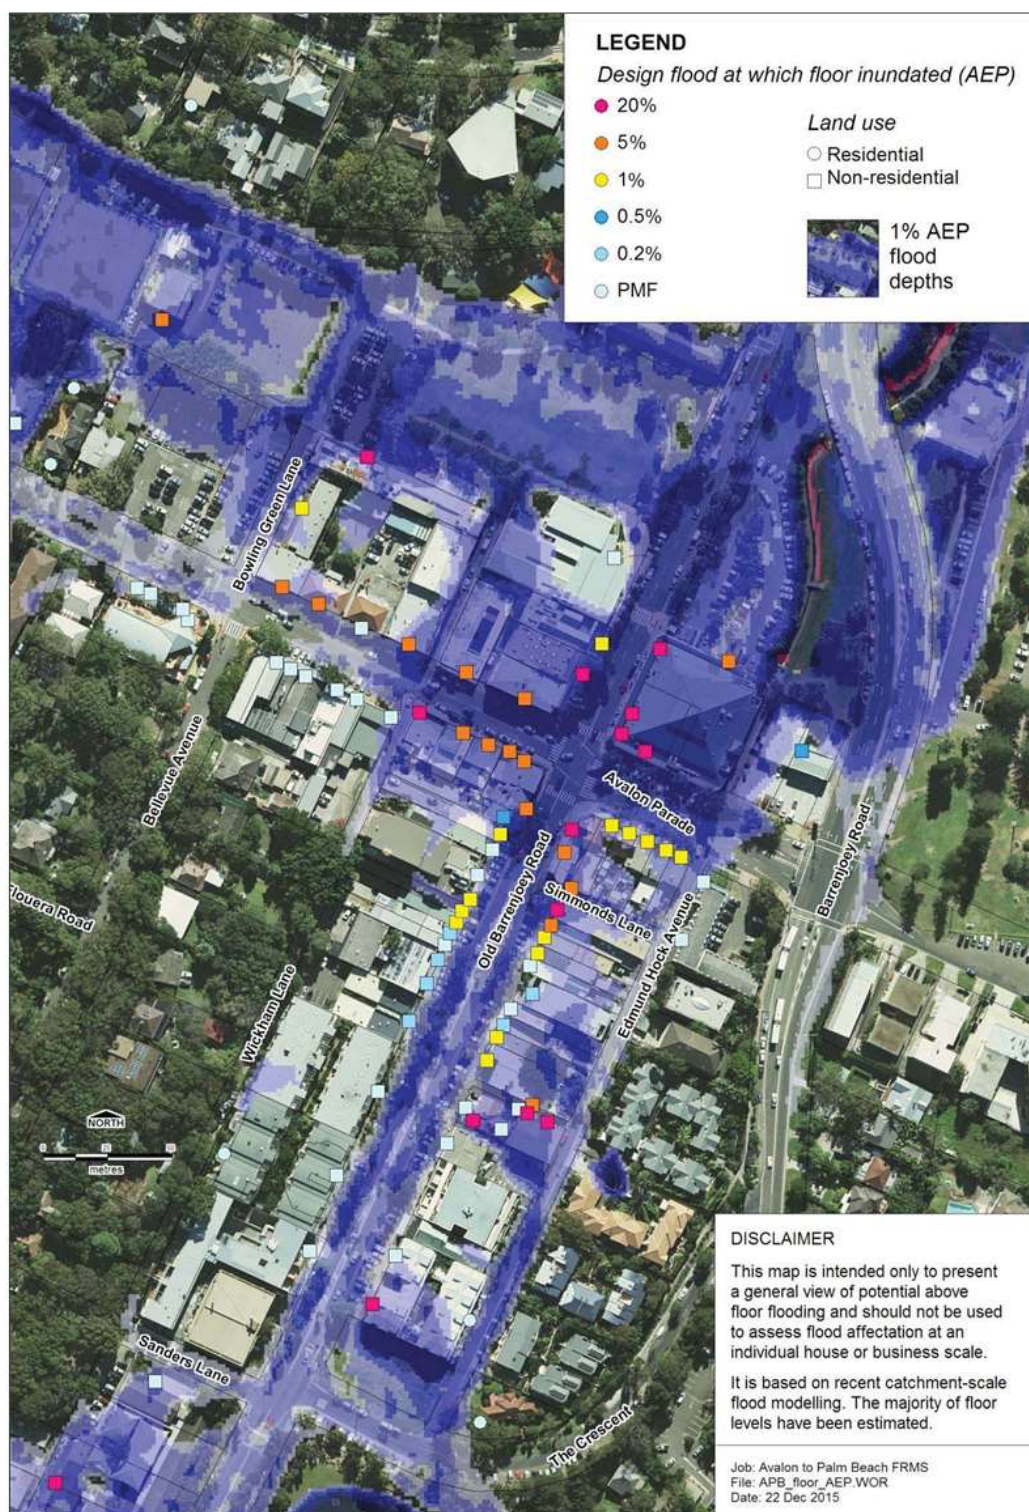 LEGEND
Design flood at which floor inundated (AEP)
20%
5%
1%
0.5%
0.2%
PMF
Land use
Residential
Non-residential
1% AEP
flood
depths
Bowling Green Lane
Bellevue Avenue
Avalon Parade
Barrenjoey Road
Old Barrenjoey Road
Simmonds Lane
Edmund Hock Avenue
Road
Wickham Lane
NORTH
metres
Sanders Lane
The Crescent
DISCLAIMER
This map is intended only to present
a general view of potential above
floor flooding and should not be used
to assess flood affectation at an
individual house or business scale.
It is based on recent catchment-scale
flood modelling. The majority of floor
levels have been estimated.
Job: Avalon to Palm Beach FRMS
File: APB_floor_AEP.WOR
Date: 22 Dec 2015